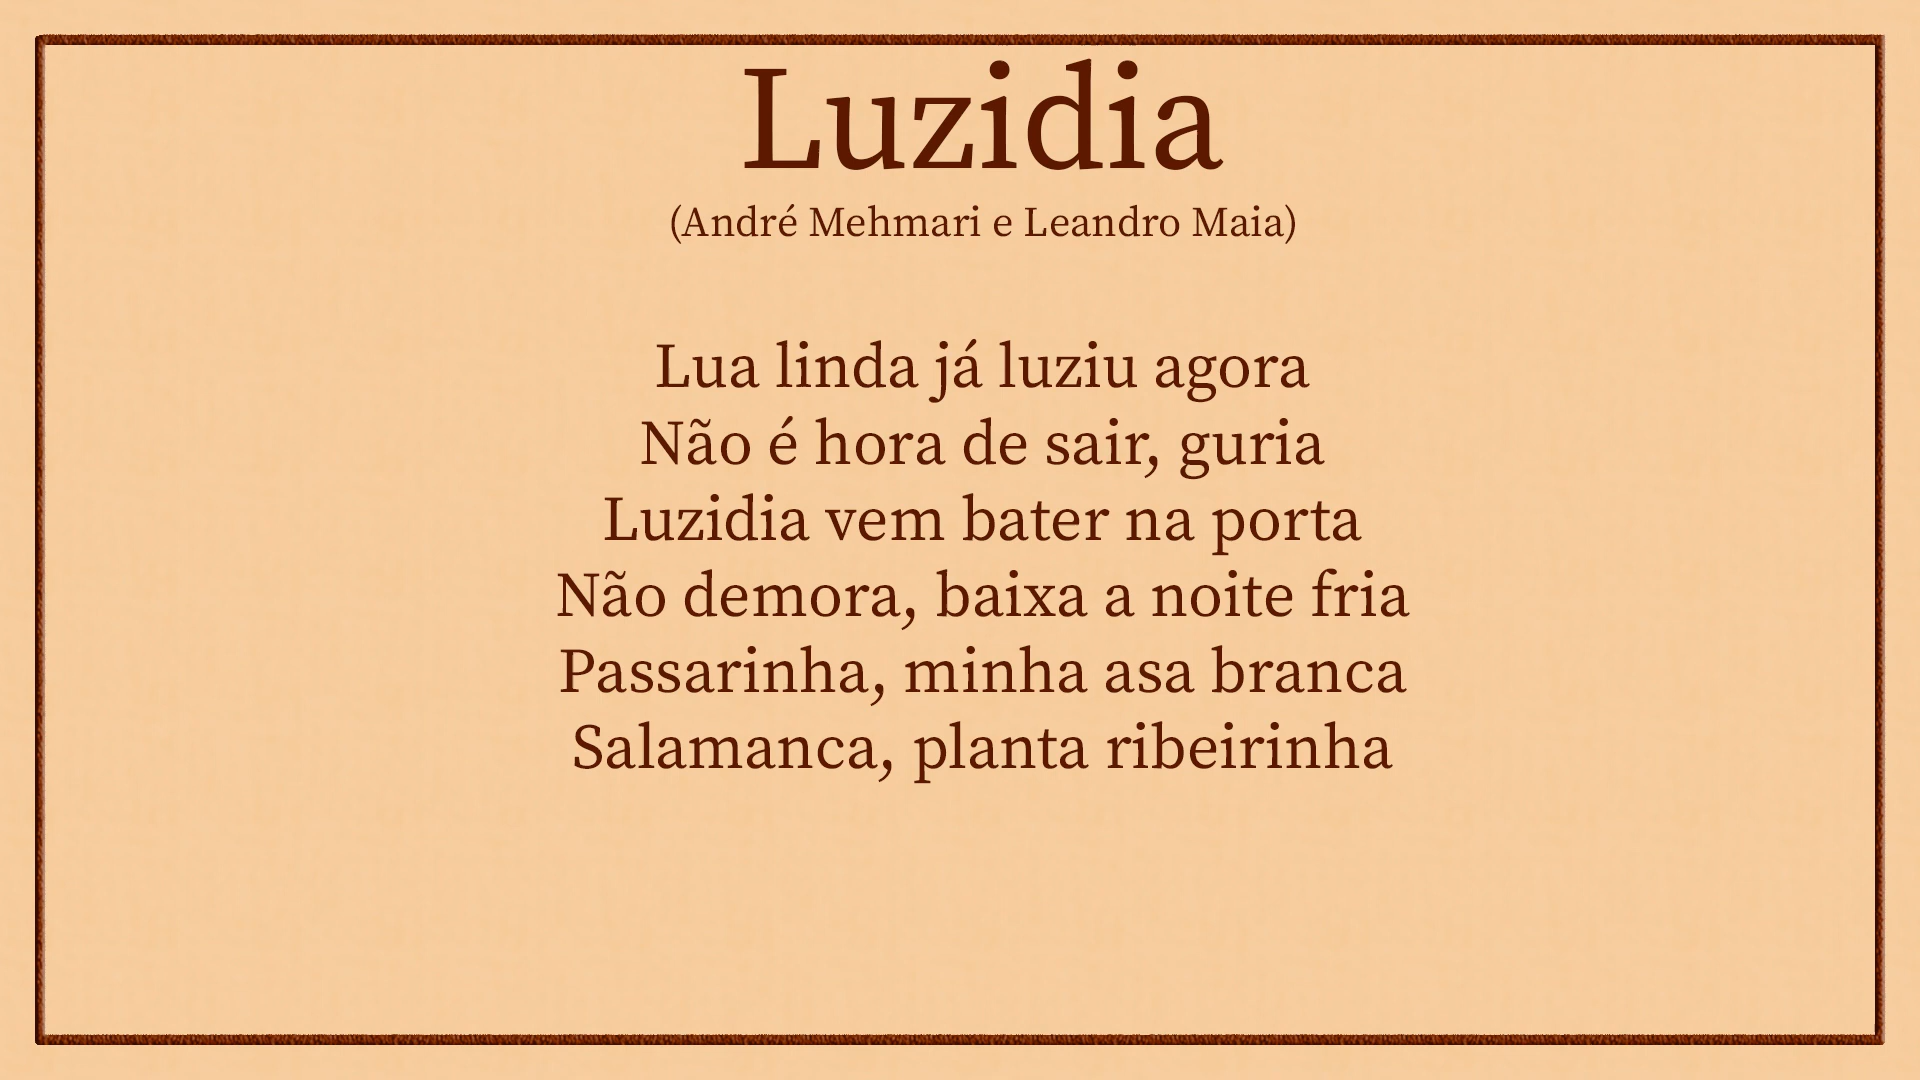 Luzidia
(André Mehmari e Leandro Maia)
Lua linda já luziu agora
Não é hora de sair, guria
Luzidia vem bater na porta
Não demora, baixa a noite fria
Passarinha, minha asa branca
Salamanca, planta ribeirinha